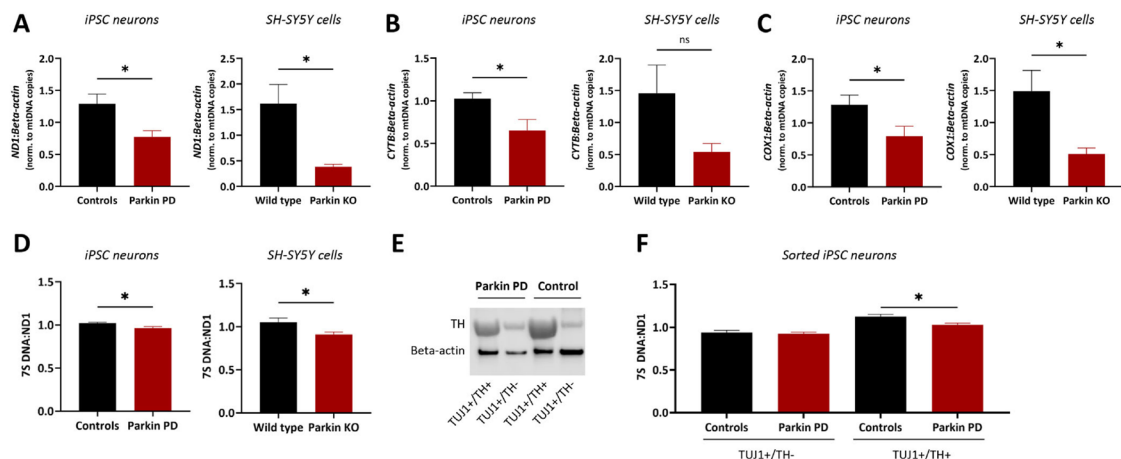 A
iPSC neurons
SH-SY5Y cells
ND1:Beta-actin
(norm. to mtDNA copies)
2.0
1.5
1.0
0.5
0.0
*
Controls
Parkin PD
ND1:Beta-actin
(norm. to mtDNA copies)
2.5
2.0
1.5
1.0
0.5
0.0
*
Wild type
Parkin KO
B
iPSC neurons
SH-SY5Y cells
CYTB:Beta-actin
(norm. to mtDNA copies)
2.0
1.5
1.0
0.5
0.0
*
Controls
Parkin PD
CYTB:Beta-actin
(norm. to mtDNA copies)
2.0
1.5
1.0
0.5
0.0
ns
Wild type
Parkin KO
C
iPSC neurons
SH-SY5Y cells
COX1:Beta-actin
(norm. to mtDNA copies)
2.0
1.5
1.0
0.5
0.0
*
Controls
Parkin PD
COX1:Beta-actin
(norm. to mtDNA copies)
2.0
1.5
1.0
0.5
0.0
*
Wild type
Parkin KO
D
iPSC neurons
SH-SY5Y cells
7S DNA:ND1
1.5
1.0
0.5
0.0
*
Controls
Parkin PD
7S DNA:ND1
1.5
1.0
0.5
0.0
*
Wild type
Parkin KO
E
Parkin PD
Control
TH
Beta-actin
TUJ1+/TH+
TUJ1+/TH-
TUJ1+/TH+
TUJ1+/TH-
F
Sorted iPSC neurons
7S DNA:ND1
1.5
1.0
0.5
0.0
*
Controls
Parkin PD
Controls
Parkin PD
TUJ1+/TH-
TUJ1+/TH+